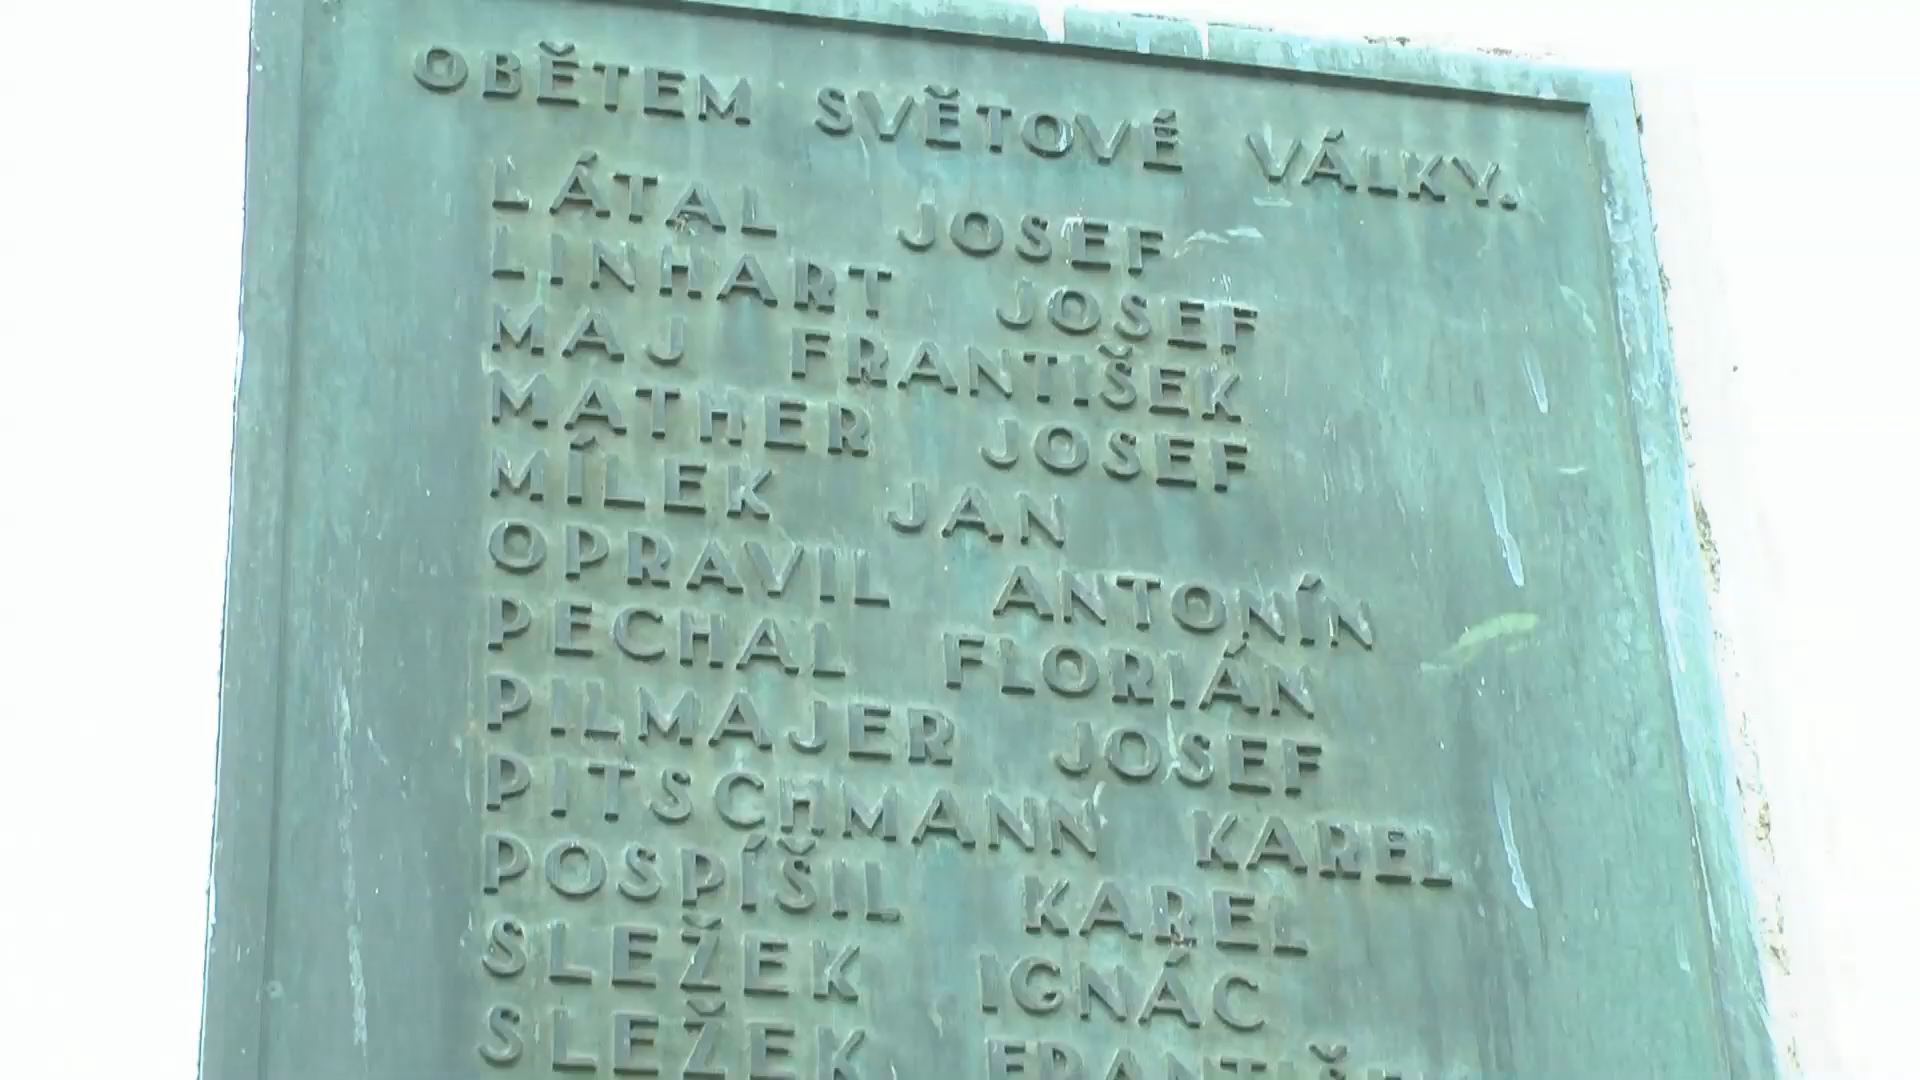 OBĚTEM SVĚTOVÉ VÁLKY.
LÁTAL JOSEF
LINHART JOSEF
MAJ FRANTIŠEK
MATHER JOSEF
MÍLEK JAN
OPRAVIL ANTONÍN
PECHAL FLORIÁN
PILMAJER JOSEF
PITSCHMANN KAREL
POSPÍŠIL KAREL
SLEŽEK IGNÁC
SLEŽEK